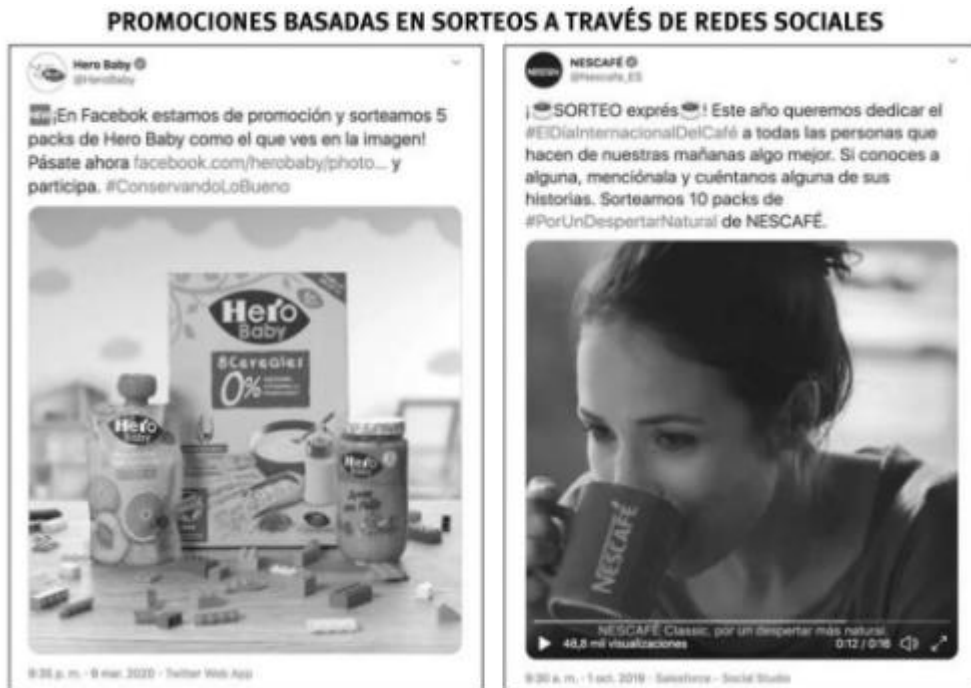 PROMOCIONES BASADAS EN SORTEOS A TRAVÉS DE REDES SOCIALES
Hero Baby
@HeroBaby
¡En Facebok estamos de promoción y sorteamos 5
packs de Hero Baby como el que ves en la imagen!
Pásate ahora facebook.com/herobaby/photo... y
participa. #ConservandoLoBueno
Hero
Baby
8Cereales
0%
Hero
Baby
Hero
9:35 p. m. · 9 mar. 2020 · Twitter Web App
NESCAFÉ
@Nescafe_ES
¡☕SORTEO exprés☕! Este año queremos dedicar el
#ElDíaInternacionalDelCafé a todas las personas que
hacen de nuestras mañanas algo mejor. Si conoces a
alguna, menciónala y cuéntanos alguna de sus
historias. Sorteamos 10 packs de
#PorUnDespertarNatural de NESCAFÉ.
NESCAFÉ
NESCAFÉ Classic, por un despertar más natural.
48,8 mil visualizaciones 0:12 / 0:16
9:30 a. m. · 1 oct. 2019 · Salesforce - Social Studio